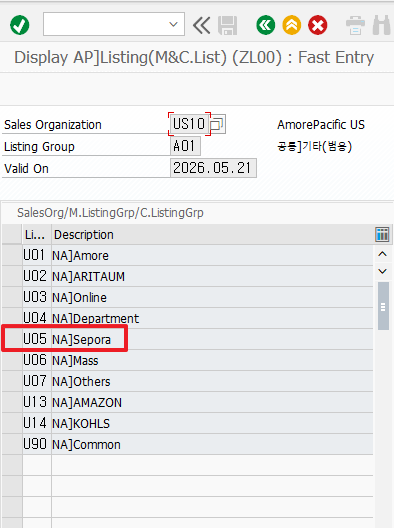 Display AP]Listing(M&C.List) (ZL00) : Fast Entry
Sales Organization US10 AmorePacific US
Listing Group A01 공통]기타(범용)
Valid On 2026.05.21
SalesOrg/M.ListingGrp/C.ListingGrp
Li... Description
U01 NA]Amore
U02 NA]ARITAUM
U03 NA]Online
U04 NA]Department
U05 NA]Sepora
U06 NA]Mass
U07 NA]Others
U13 NA]AMAZON
U14 NA]KOHLS
U90 NA]Common